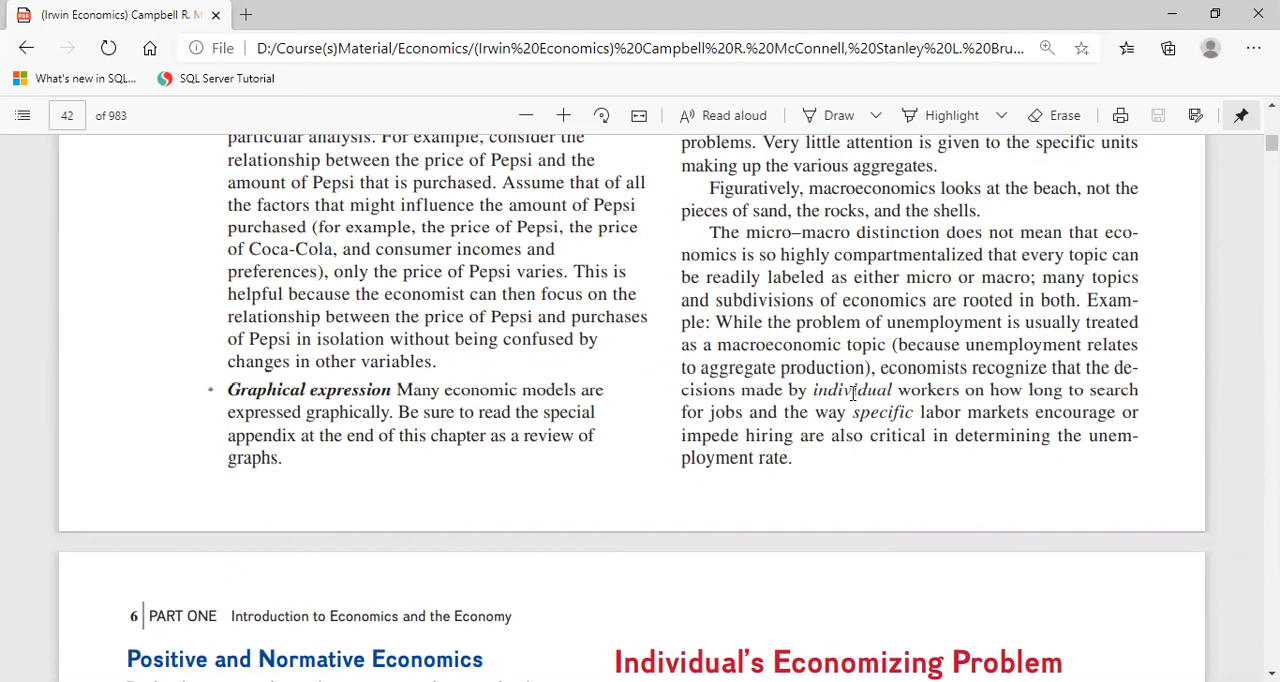 (Irwin Economics) Campbell R. M
File
D:/Course(s)Material/Economics/(Irwin%20Economics)%20Campbell%20R.%20McConnell,%20Stanley%20L.%20Bru...
What's new in SQL...
SQL Server Tutorial
42
of 983
Read aloud
Draw
Highlight
Erase
particular analysis. For example, consider the
relationship between the price of Pepsi and the
amount of Pepsi that is purchased. Assume that of all
the factors that might influence the amount of Pepsi
purchased (for example, the price of Pepsi, the price
of Coca-Cola, and consumer incomes and
preferences), only the price of Pepsi varies. This is
helpful because the economist can then focus on the
relationship between the price of Pepsi and purchases
of Pepsi in isolation without being confused by
changes in other variables.
• Graphical expression Many economic models are
expressed graphically. Be sure to read the special
appendix at the end of this chapter as a review of
graphs.
problems. Very little attention is given to the specific units
making up the various aggregates.
Figuratively, macroeconomics looks at the beach, not the
pieces of sand, the rocks, and the shells.
The micro–macro distinction does not mean that eco-
nomics is so highly compartmentalized that every topic can
be readily labeled as either micro or macro; many topics
and subdivisions of economics are rooted in both. Exam-
ple: While the problem of unemployment is usually treated
as a macroeconomic topic (because unemployment relates
to aggregate production), economists recognize that the de-
cisions made by individual workers on how long to search
for jobs and the way specific labor markets encourage or
impede hiring are also critical in determining the unem-
ployment rate.
6 PART ONE Introduction to Economics and the Economy
Positive and Normative Economics
Individual's Economizing Problem